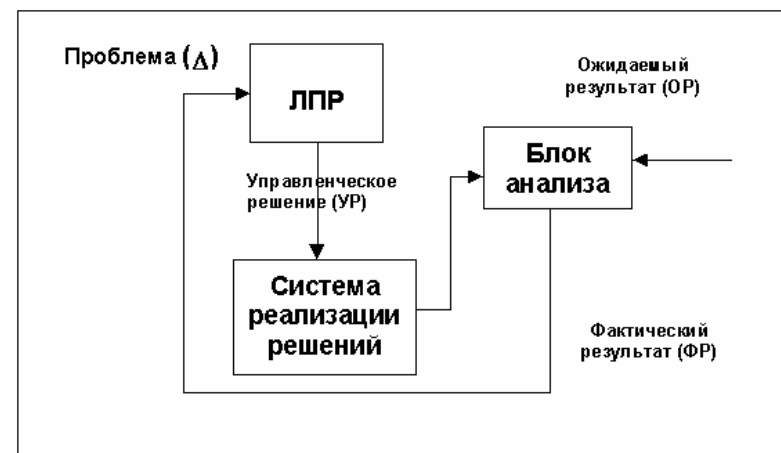 Проблема (Δ)
ЛПР
Ожидаемый
результат (ОР)
Блок
анализа
Управленческое
решение (УР)
Система
реализации
решений
Фактический
результат (ФР)